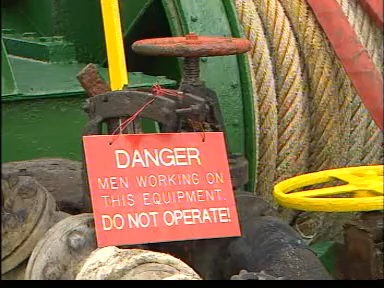 DANGER
MEN WORKING ON
THIS EQUIPMENT.
DO NOT OPERATE!